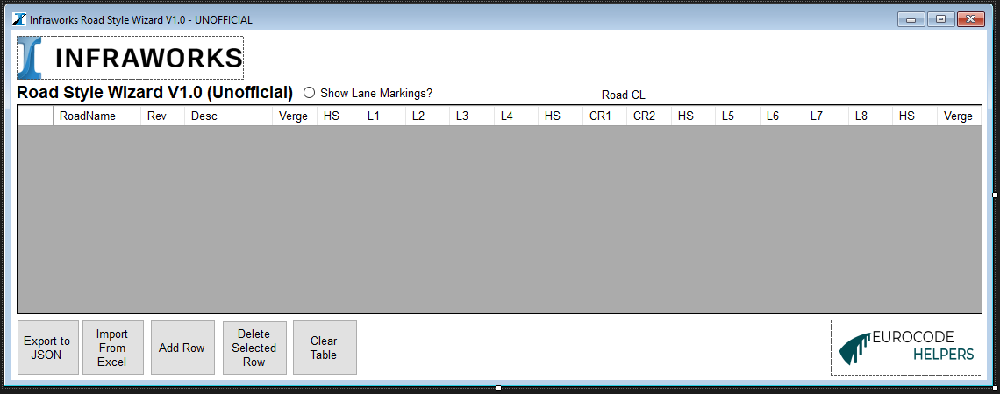 Infraworks Road Style Wizard V1.0 - UNOFFICIAL
INFRAWORKS
Road Style Wizard V1.0 (Unofficial) Show Lane Markings? Road CL
RoadName Rev Desc Verge HS L1 L2 L3 L4 HS CR1 CR2 HS L5 L6 L7 L8 HS Verge
Export to
JSON
Import
From
Excel
Add Row
Delete
Selected
Row
Clear
Table
EUROCODE
HELPERS